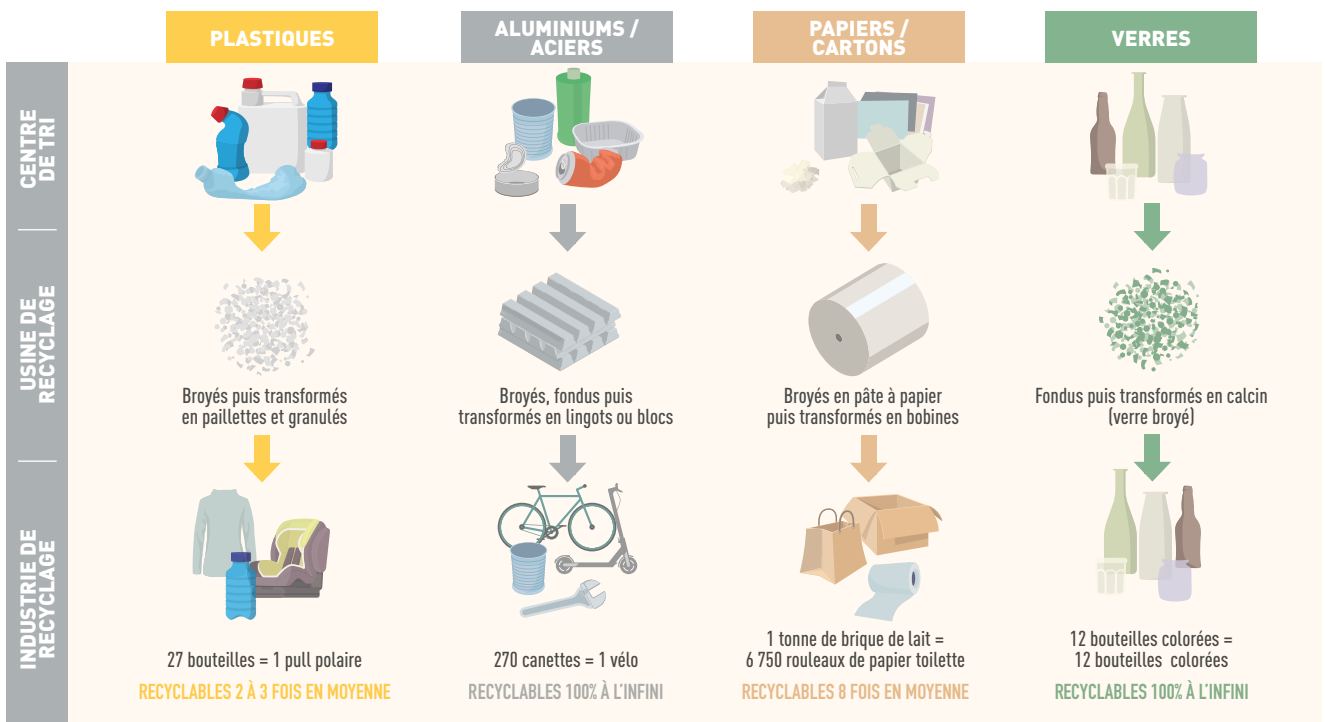 PLASTIQUES
ALUMINIUMS /
ACIERS
PAPIERS /
CARTONS
VERRES
CENTRE
DE TRI
USINE DE
RECYCLAGE
Broyés puis transformés
en paillettes et granulés
Broyés, fondus puis
transformés en lingots ou blocs
Broyés en pâte à papier
puis transformés en bobines
Fondus puis transformés en calcin
(verre broyé)
INDUSTRIE DE
RECYCLAGE
27 bouteilles = 1 pull polaire
RECYCLABLES 2 À 3 FOIS EN MOYENNE
270 canettes = 1 vélo
RECYCLABLES 100% À L'INFINI
1 tonne de brique de lait =
6 750 rouleaux de papier toilette
RECYCLABLES 8 FOIS EN MOYENNE
12 bouteilles colorées =
12 bouteilles colorées
RECYCLABLES 100% À L'INFINI